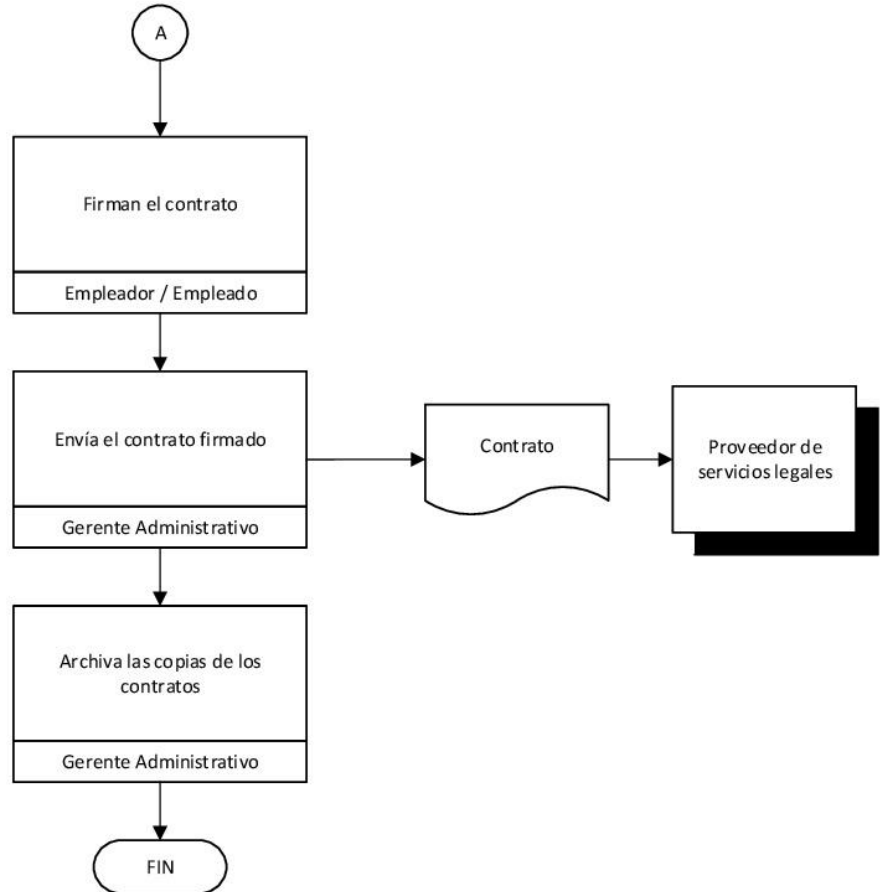 A
Firman el contrato
Empleador / Empleado
Envía el contrato firmado
Gerente Administrativo
Contrato
Proveedor de
servicios legales
Archiva las copias de los
contratos
Gerente Administrativo
FIN